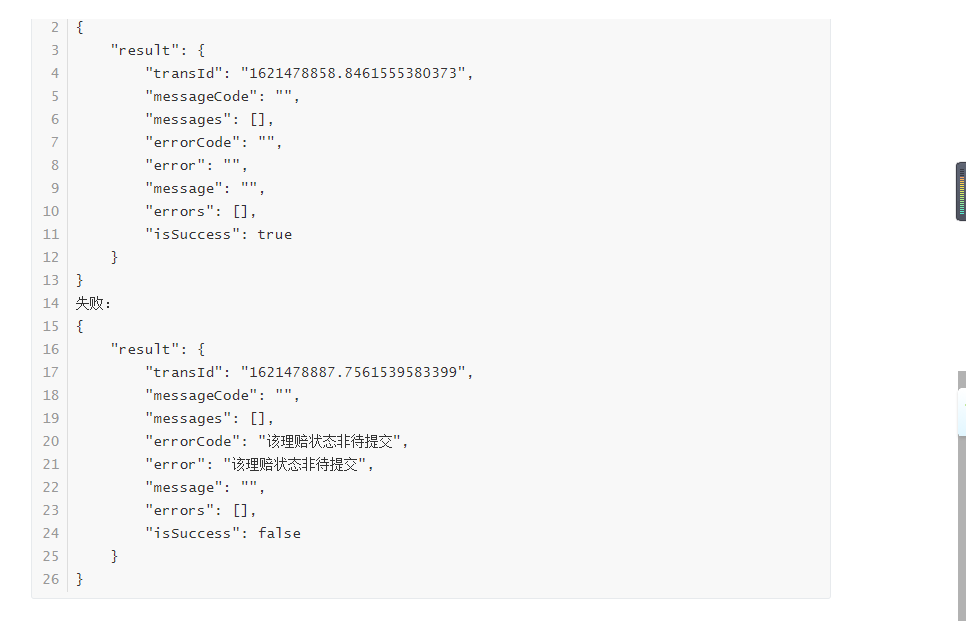 2 {
3     "result": {
4         "transId": "1621478858.8461555380373",
5         "messageCode": "",
6         "messages": [],
7         "errorCode": "",
8         "error": "",
9         "message": "",
10         "errors": [],
11         "isSuccess": true
12     }
13 }
14 失败:
15 {
16     "result": {
17         "transId": "1621478887.7561539583399",
18         "messageCode": "",
19         "messages": [],
20         "errorCode": "该理赔状态非待提交",
21         "error": "该理赔状态非待提交",
22         "message": "",
23         "errors": [],
24         "isSuccess": false
25     }
26 }